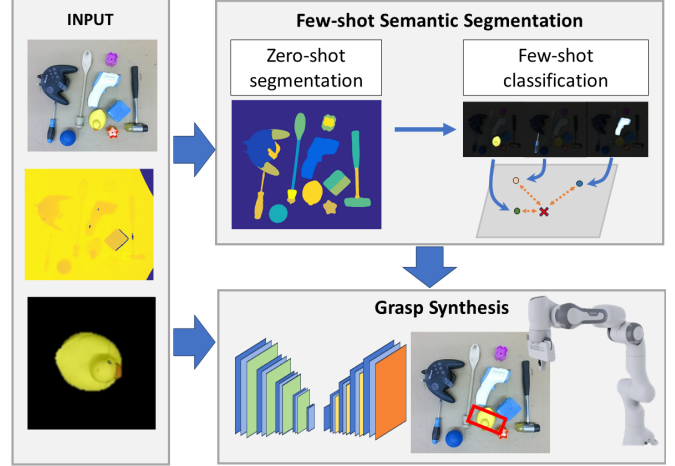 INPUT
Few-shot Semantic Segmentation
Zero-shot
segmentation
Few-shot
classification
Grasp Synthesis